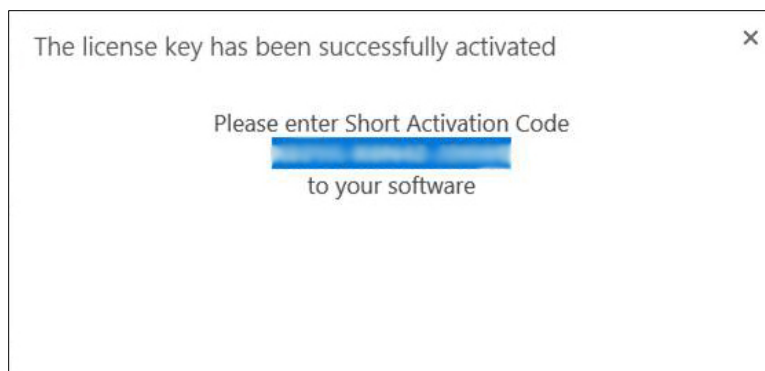 The license key has been successfully activated
Please enter Short Activation Code
to your software